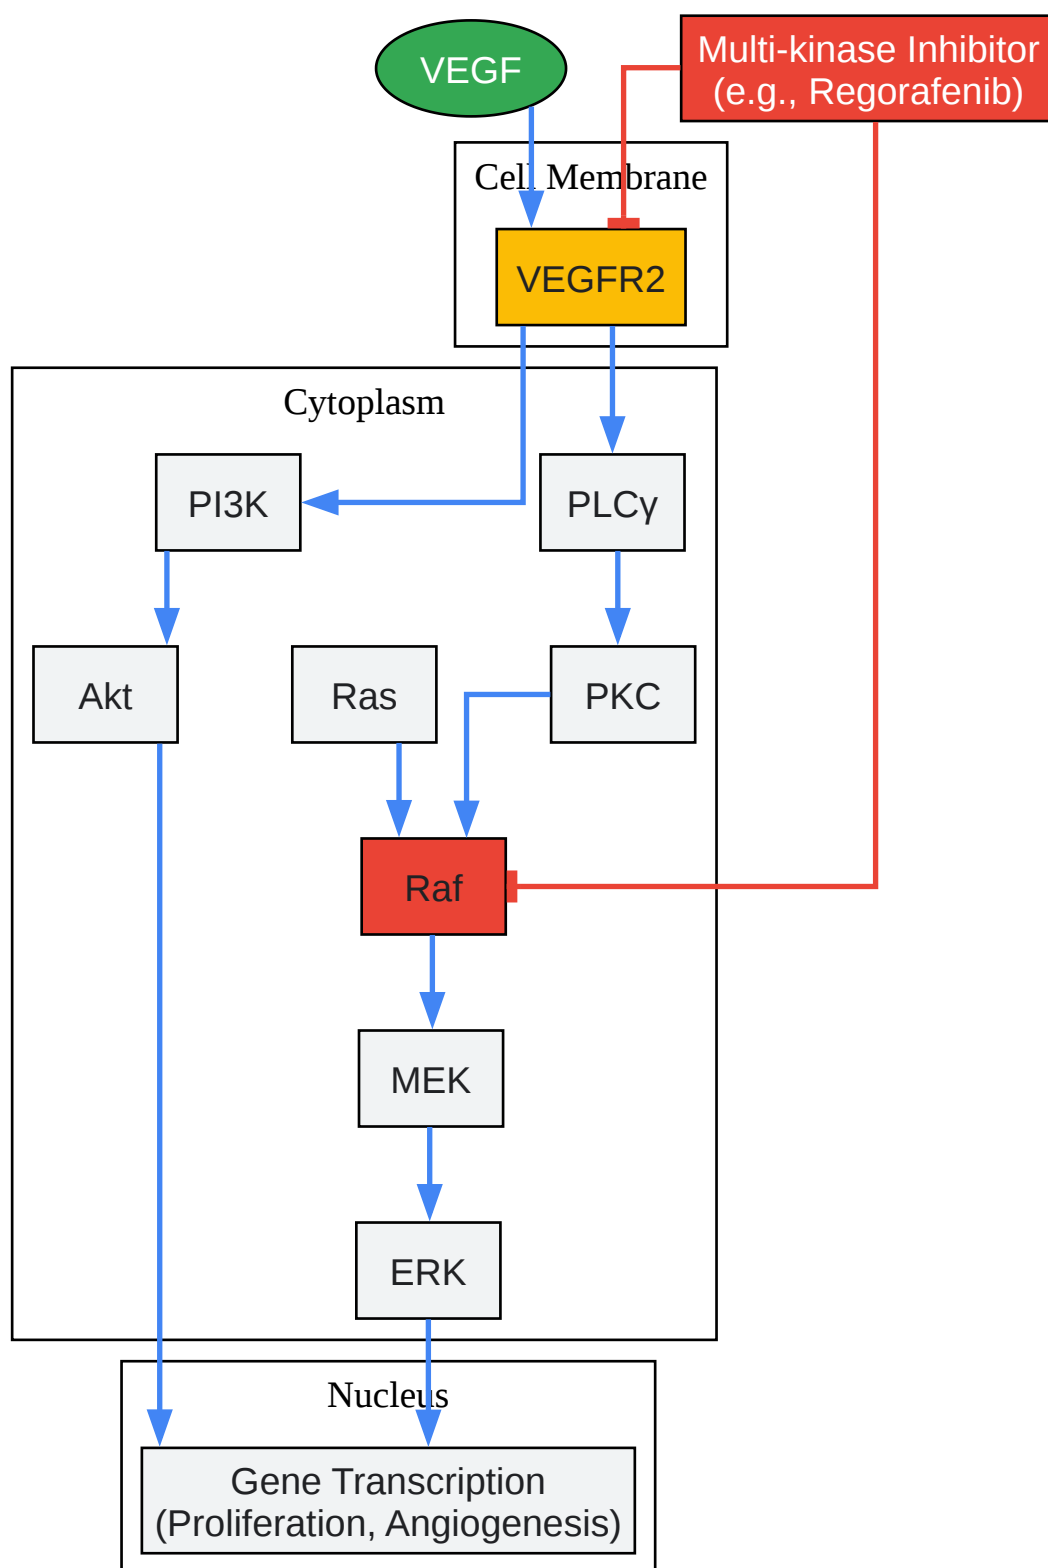 VEGF
Multi-kinase Inhibitor
(e.g., Regorafenib)
Cell Membrane
VEGFR2
Cytoplasm
PI3K
PLCγ
Akt
Ras
PKC
Raf
MEK
ERK
Nucleus
Gene Transcription
(Proliferation, Angiogenesis)